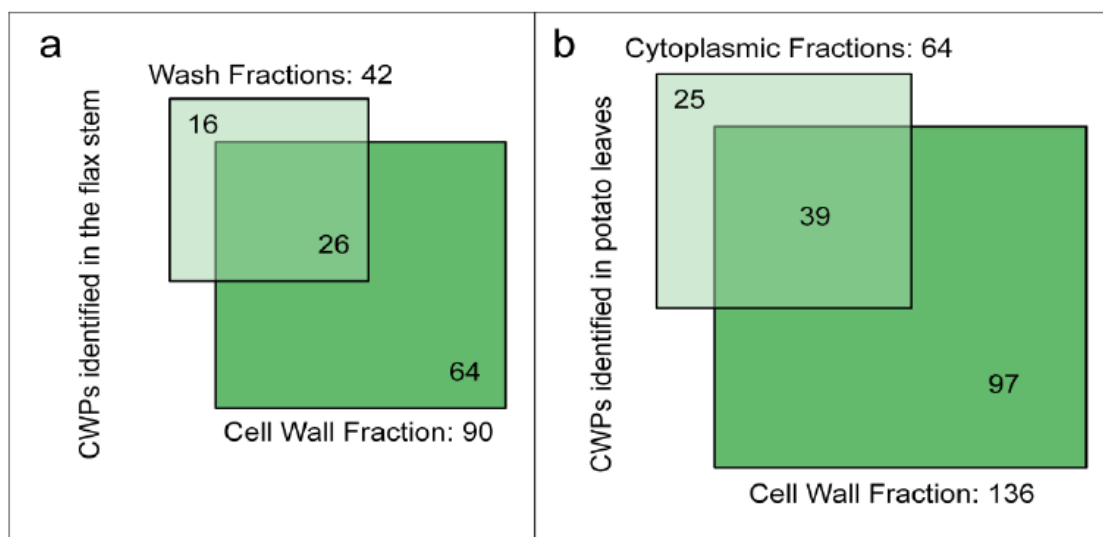 a
CWPs identified in the flax stem
Wash Fractions: 42
16
26
64
Cell Wall Fraction: 90
b
CWPs identified in potato leaves
Cytoplasmic Fractions: 64
25
39
97
Cell Wall Fraction: 136